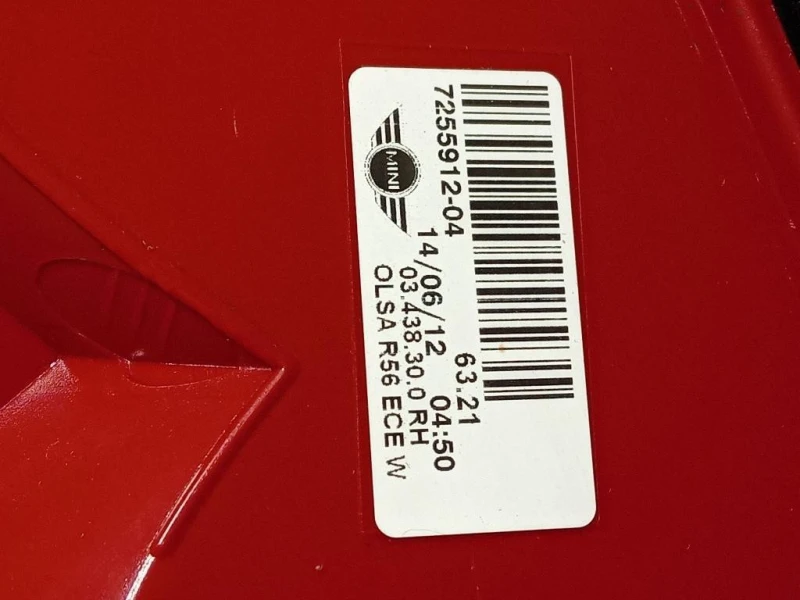 63.21
7255912-04
MINI
14/06/12 04:50
03.438.30.0 RH
OLSA R56 ECE W